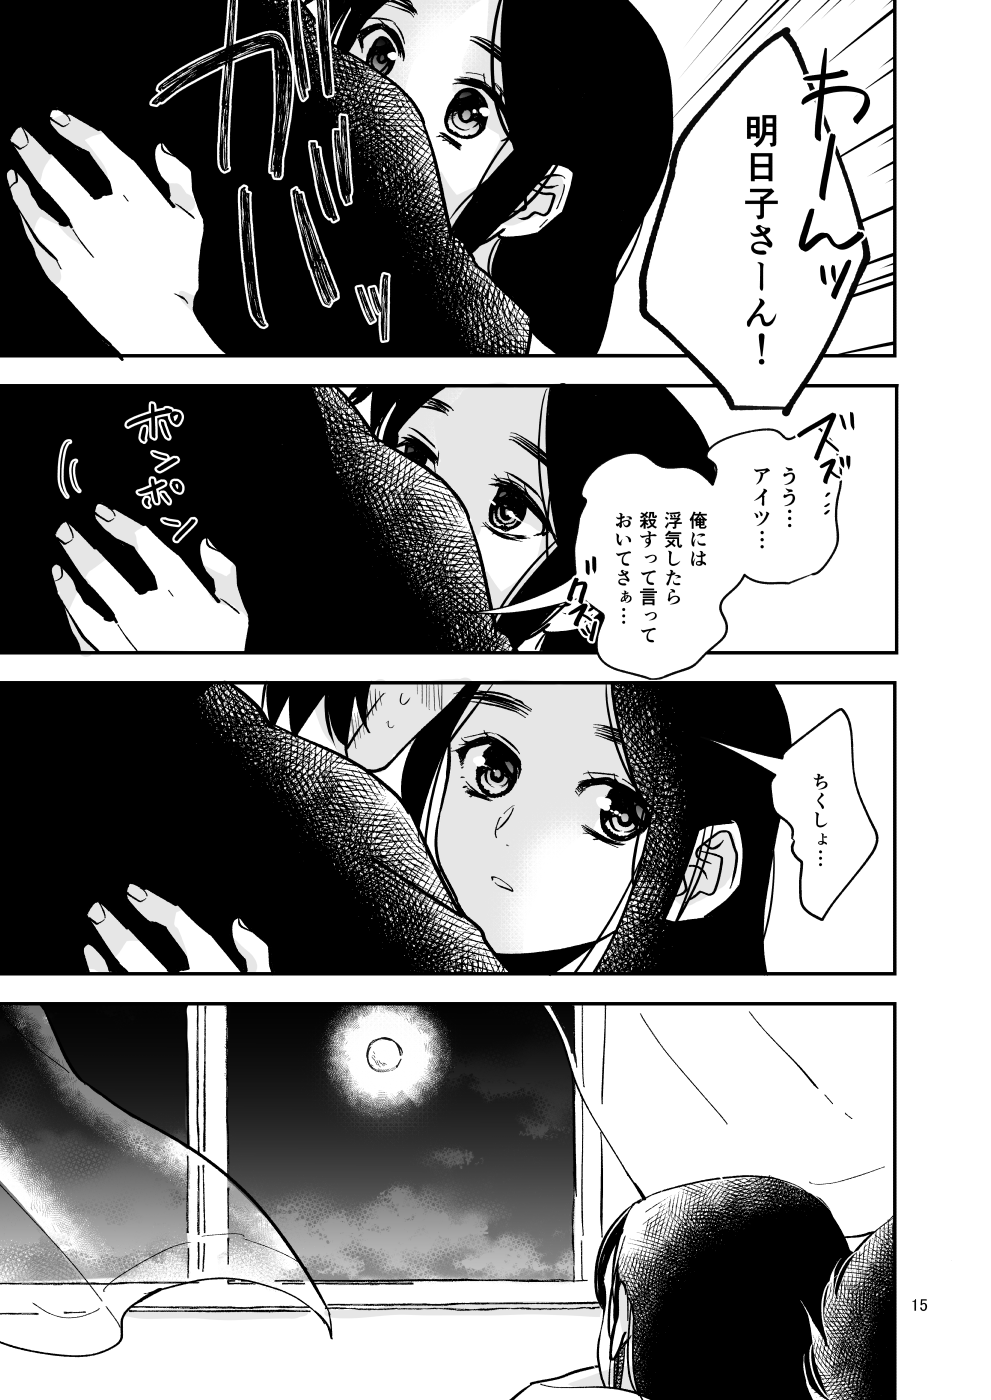 わーんッ
明日子さーん！
ガバッ
ズズ…
うう…
アイツ…
俺には
浮気したら
殺すって言って
おいてさぁ…
グスッ
ポンポン
ちくしょ…
15